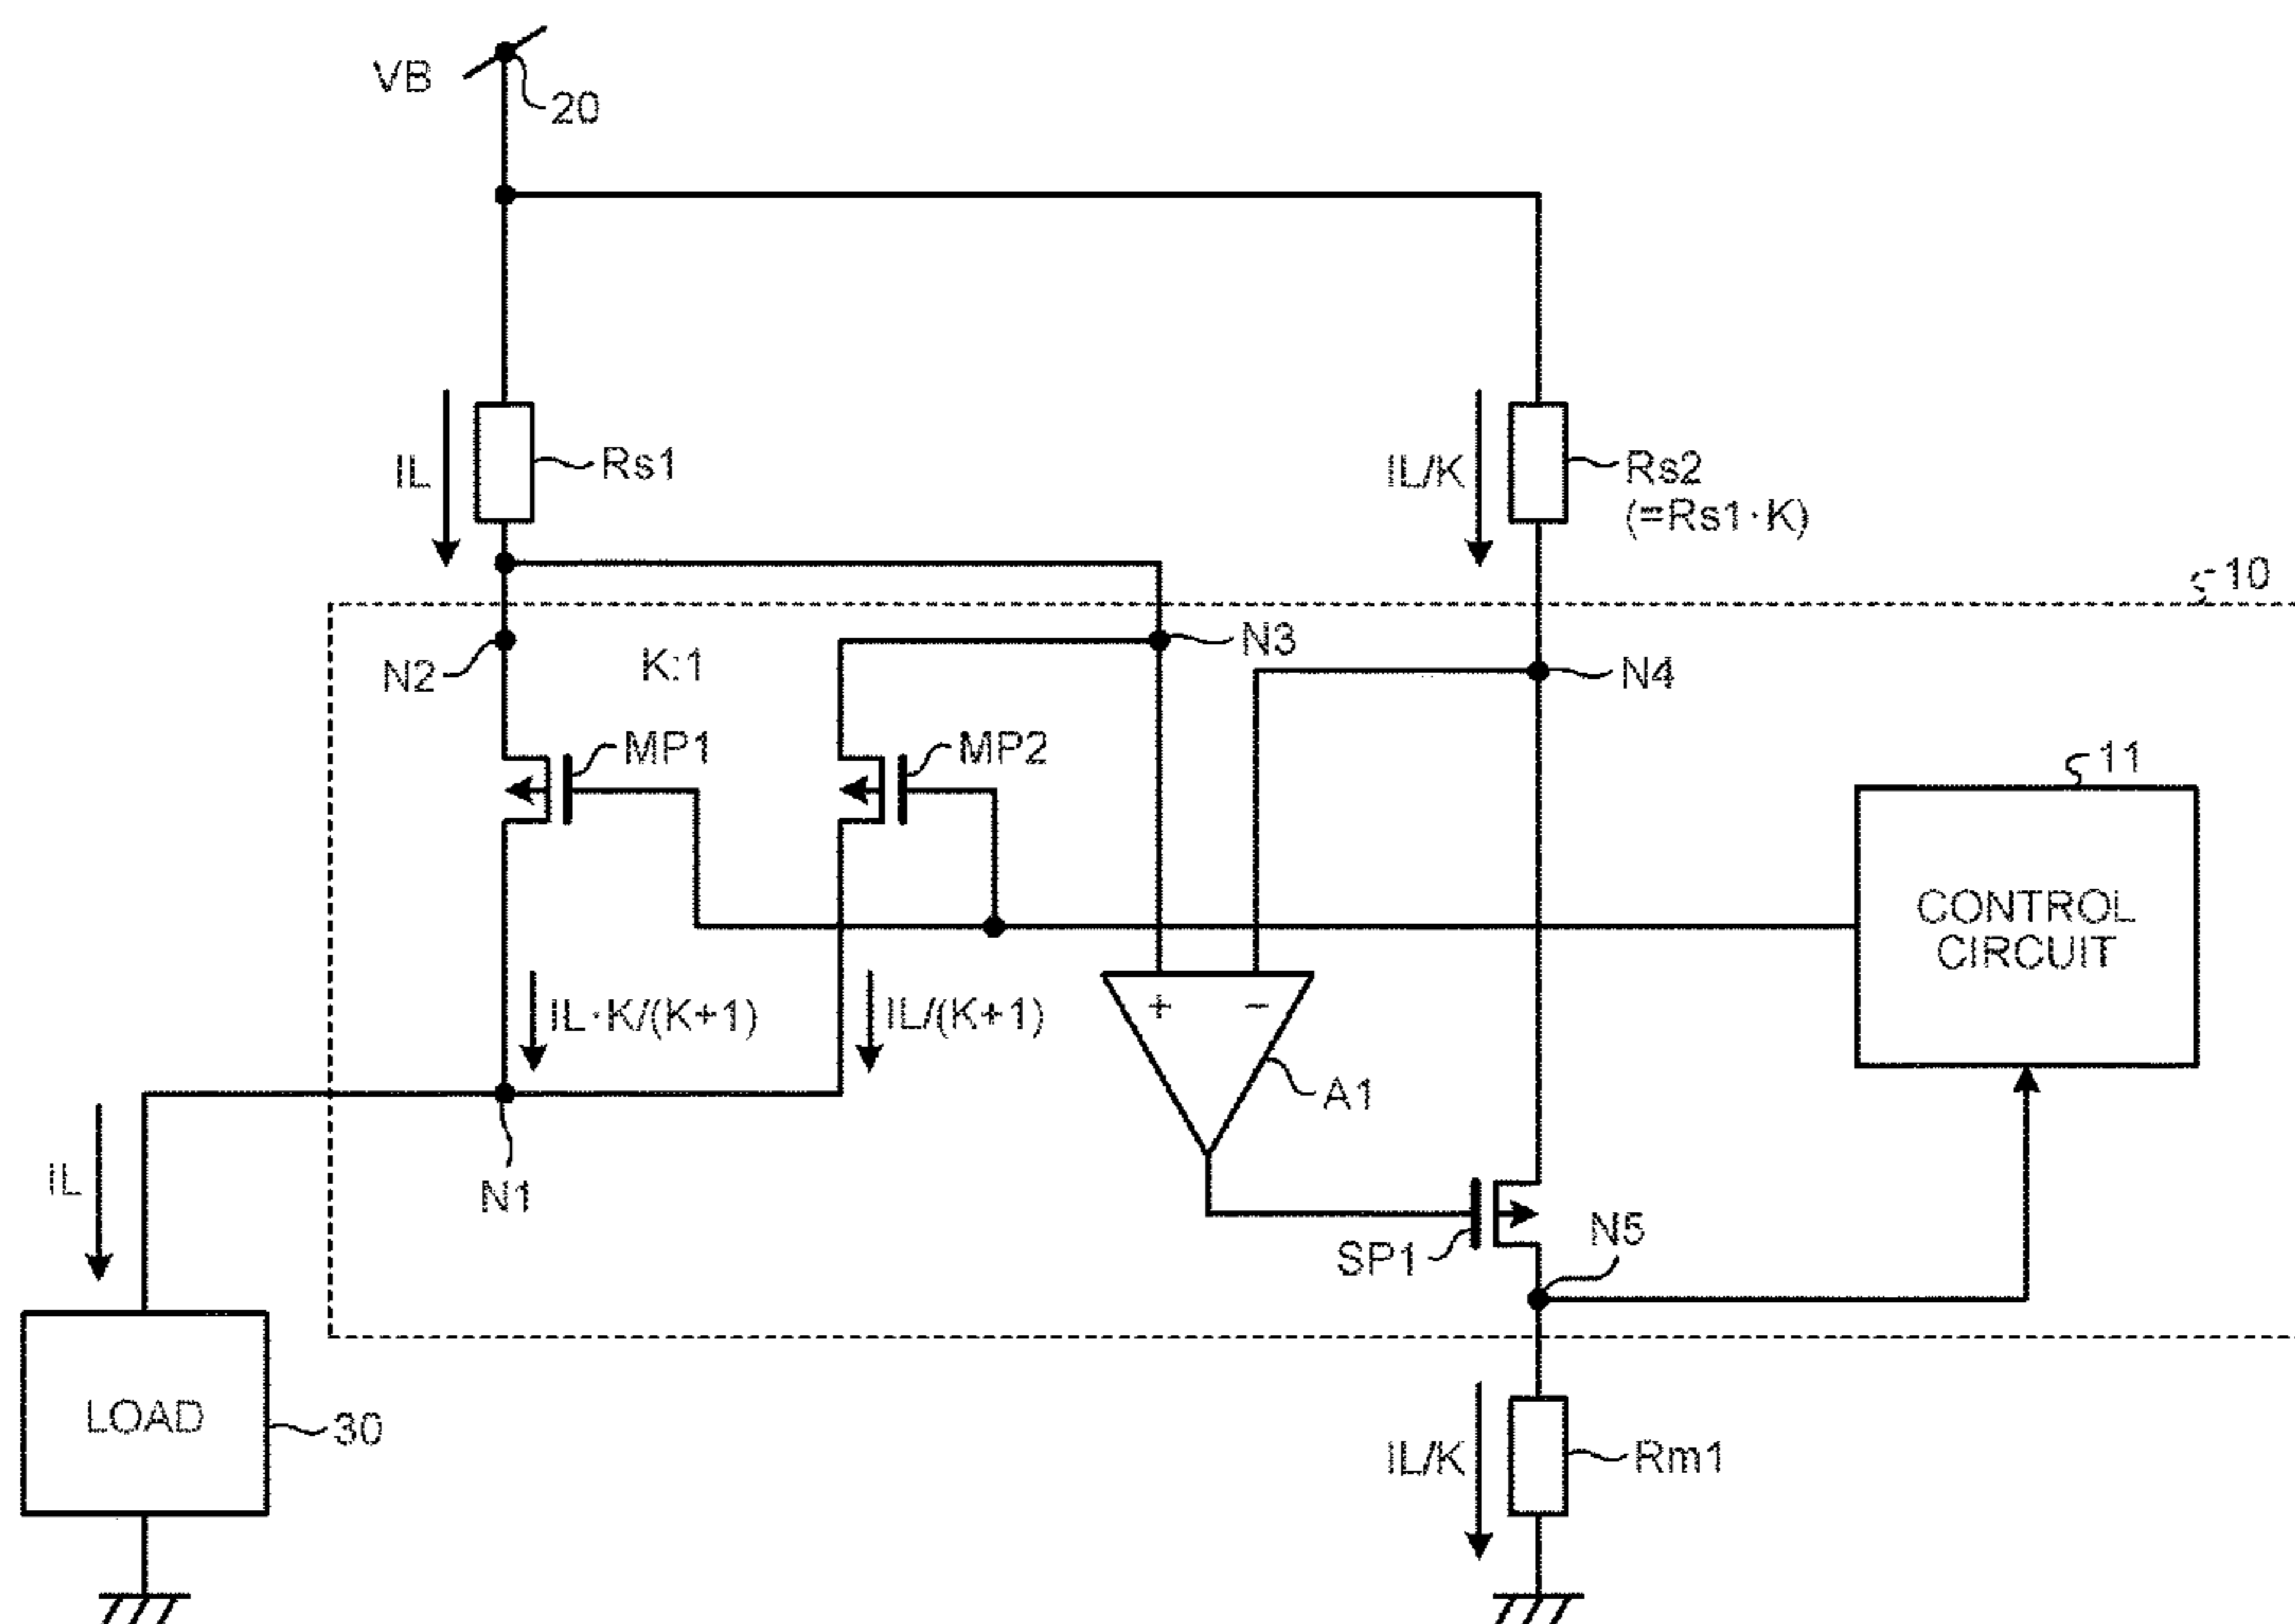 VB
20
IL
Rs1
IL/K
Rs2
(=Rs1·K)
10
N2
K:1
N3
N4
MP1
MP2
11
CONTROL
CIRCUIT
IL·K/(K+1)
IL/(K+1)
+
−
A1
IL
N1
SP1
N5
LOAD
30
IL/K
Rm1